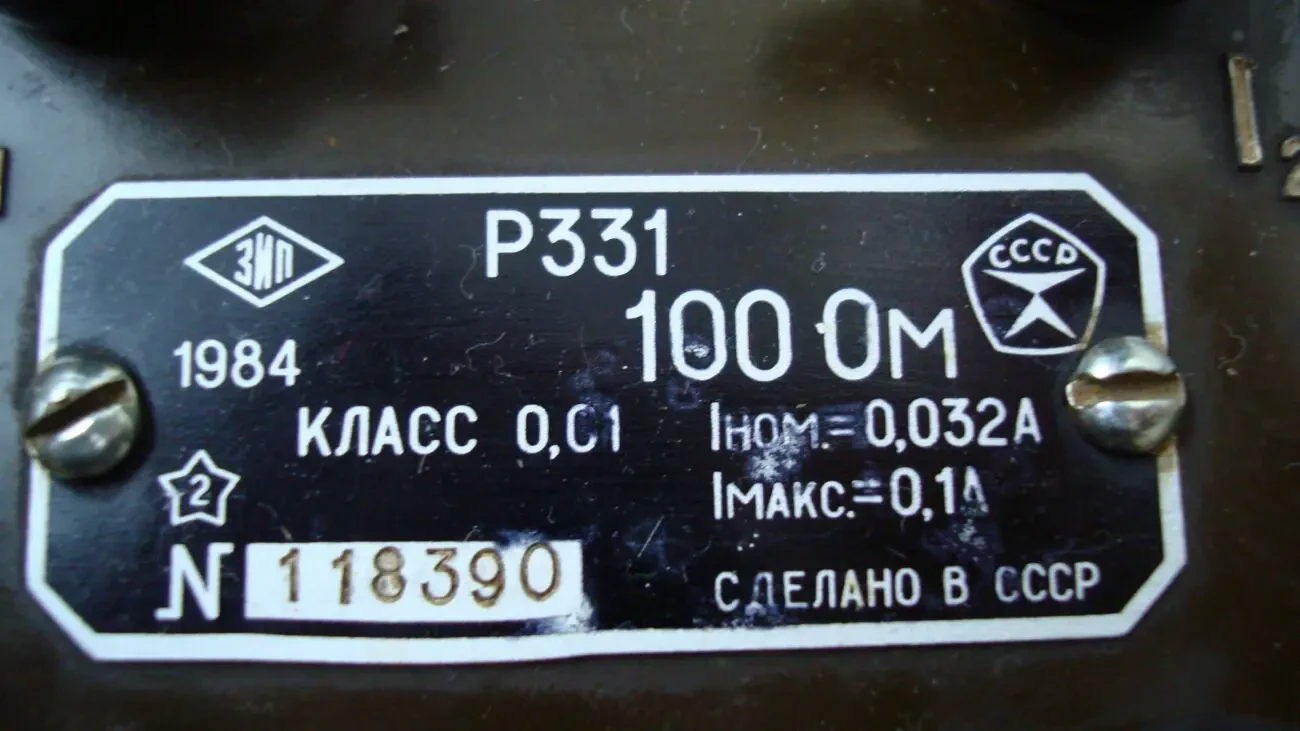 ЗИП
Р331
СССР
1984
100 Ом
КЛАСС 0,01
Iном.=0,032А
2
Iмакс.=0,1А
N 118390
СДЕЛАНО В СССР